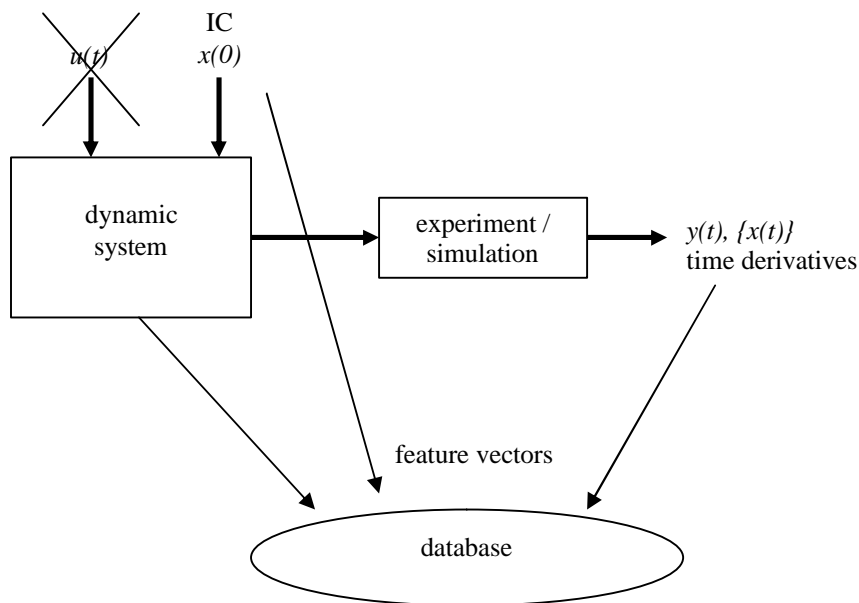 IC
u(t)
x(0)
dynamic
system
experiment /
simulation
y(t), {x(t)}
time derivatives
feature vectors
database